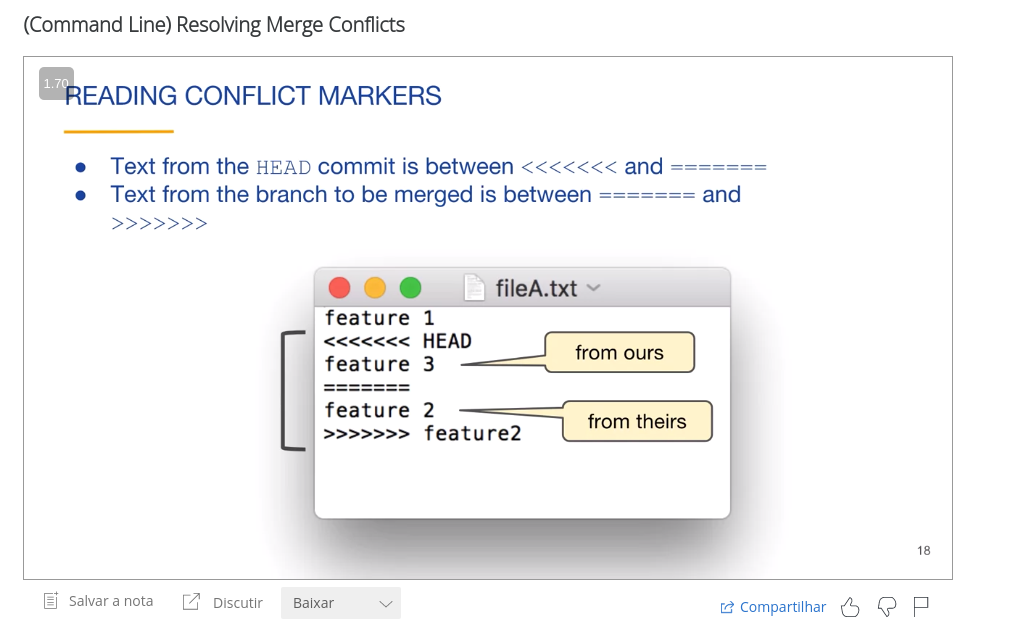 (Command Line) Resolving Merge Conflicts
1.70
READING CONFLICT MARKERS
● Text from the HEAD commit is between <<<<<<< and =======
● Text from the branch to be merged is between ======= and
>>>>>>>
fileA.txt
feature 1
<<<<<<< HEAD
from ours
feature 3
=======
feature 2
from theirs
>>>>>>> feature2
18
Salvar a nota Discutir Baixar Compartilhar